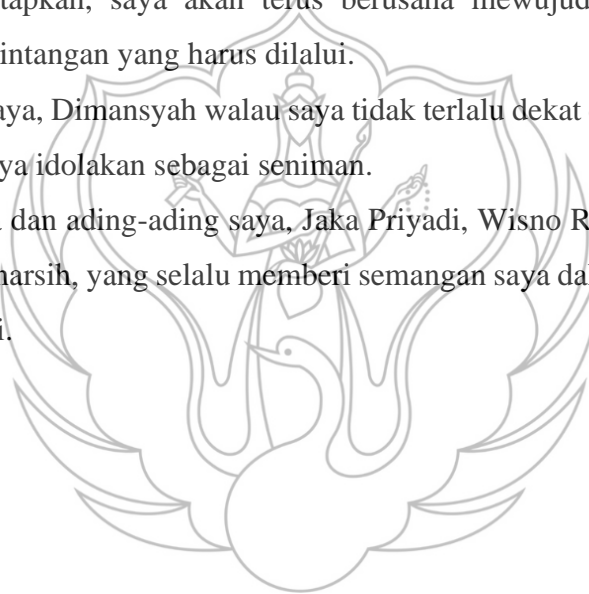 tapkan, saya akan terus berusaha mewujud
intangan yang harus dilalui.
aya, Dimansyah walau saya tidak terlalu dekat
ya idolakan sebagai seniman.
dan ading-ading saya, Jaka Priyadi, Wisno R
harsih, yang selalu memberi semangan saya da
i.